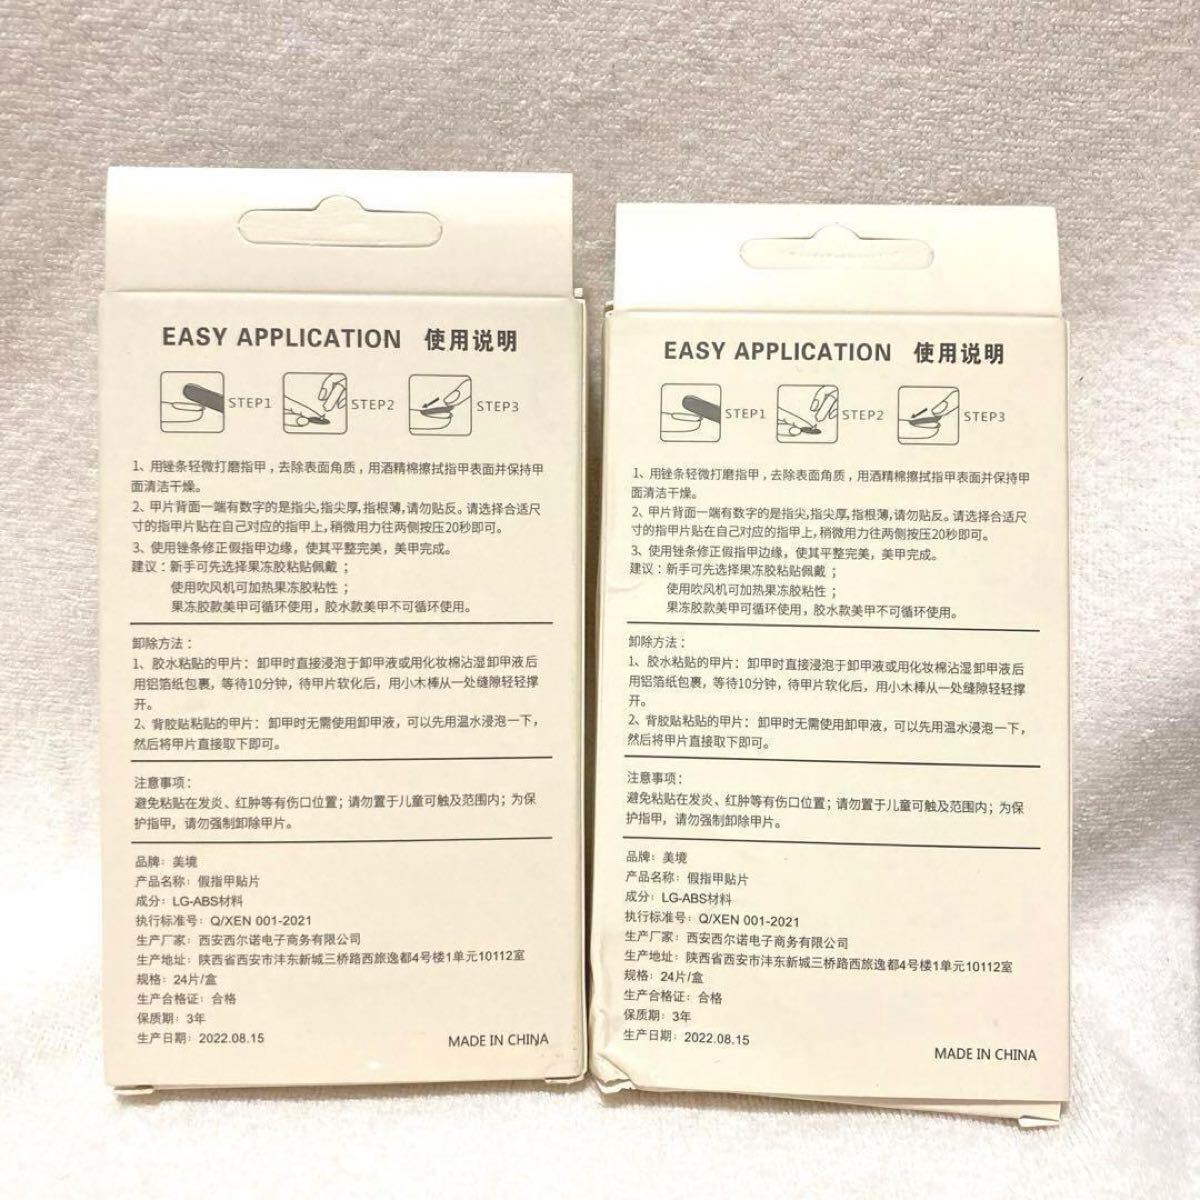 EASY APPLICATION 使用说明
STEP1 STEP2 STEP3
1、用锉条轻微打磨指甲，去除表面角质，用酒精棉擦拭指甲表面并保持甲
面清洁干燥。
2、甲片背面一端有数字的是指尖,指尖厚,指根薄,请勿贴反。请选择合适尺
寸的指甲片贴在自己对应的指甲上,稍微用力往两侧按压20秒即可。
3、使用锉条修正假指甲边缘，使其平整完美，美甲完成。
建议：新手可先选择果冻胶粘贴佩戴；
使用吹风机可加热果冻胶粘性；
果冻胶款美甲可循环使用，胶水款美甲不可循环使用。
卸除方法：
1、胶水粘贴的甲片：卸甲时直接浸泡于卸甲液或用化妆棉沾湿卸甲液后
用铝箔纸包裹，等待10分钟，待甲片软化后，用小木棒从一处缝隙轻轻撑
开。
2、背胶贴粘贴的甲片：卸甲时无需使用卸甲液，可以先用温水浸泡一下，
然后将甲片直接取下即可。
注意事项：
避免粘贴在发炎、红肿等有伤口位置；请勿置于儿童可触及范围内；为保
护指甲，请勿强制卸除甲片。
品牌：美境
产品名称：假指甲贴片
成分：LG-ABS材料
执行标准号：Q/XEN 001-2021
生产厂家：西安西尔诺电子商务有限公司
生产地址：陕西省西安市沣东新城三桥路西旅逸都4号楼1单元10112室
规格：24片/盒
生产合格证：合格
保质期：3年
生产日期：2022.08.15
MADE IN CHINA
EASY APPLICATION 使用说明
STEP1 STEP2 STEP3
1、用锉条轻微打磨指甲，去除表面角质，用酒精棉擦拭指甲表面并保持甲
面清洁干燥。
2、甲片背面一端有数字的是指尖,指尖厚,指根薄,请勿贴反。请选择合适尺
寸的指甲片贴在自己对应的指甲上,稍微用力往两侧按压20秒即可。
3、使用锉条修正假指甲边缘，使其平整完美，美甲完成。
建议：新手可先选择果冻胶粘贴佩戴；
使用吹风机可加热果冻胶粘性；
果冻胶款美甲可循环使用，胶水款美甲不可循环使用。
卸除方法：
1、胶水粘贴的甲片：卸甲时直接浸泡于卸甲液或用化妆棉沾湿卸甲液后
用铝箔纸包裹，等待10分钟，待甲片软化后，用小木棒从一处缝隙轻轻撑
开。
2、背胶贴粘贴的甲片：卸甲时无需使用卸甲液，可以先用温水浸泡一下，
然后将甲片直接取下即可。
注意事项：
避免粘贴在发炎、红肿等有伤口位置；请勿置于儿童可触及范围内；为保
护指甲，请勿强制卸除甲片。
品牌：美境
产品名称：假指甲贴片
成分：LG-ABS材料
执行标准号：Q/XEN 001-2021
生产厂家：西安西尔诺电子商务有限公司
生产地址：陕西省西安市沣东新城三桥路西旅逸都4号楼1单元10112室
规格：24片/盒
生产合格证：合格
保质期：3年
生产日期：2022.08.15
MADE IN CHINA